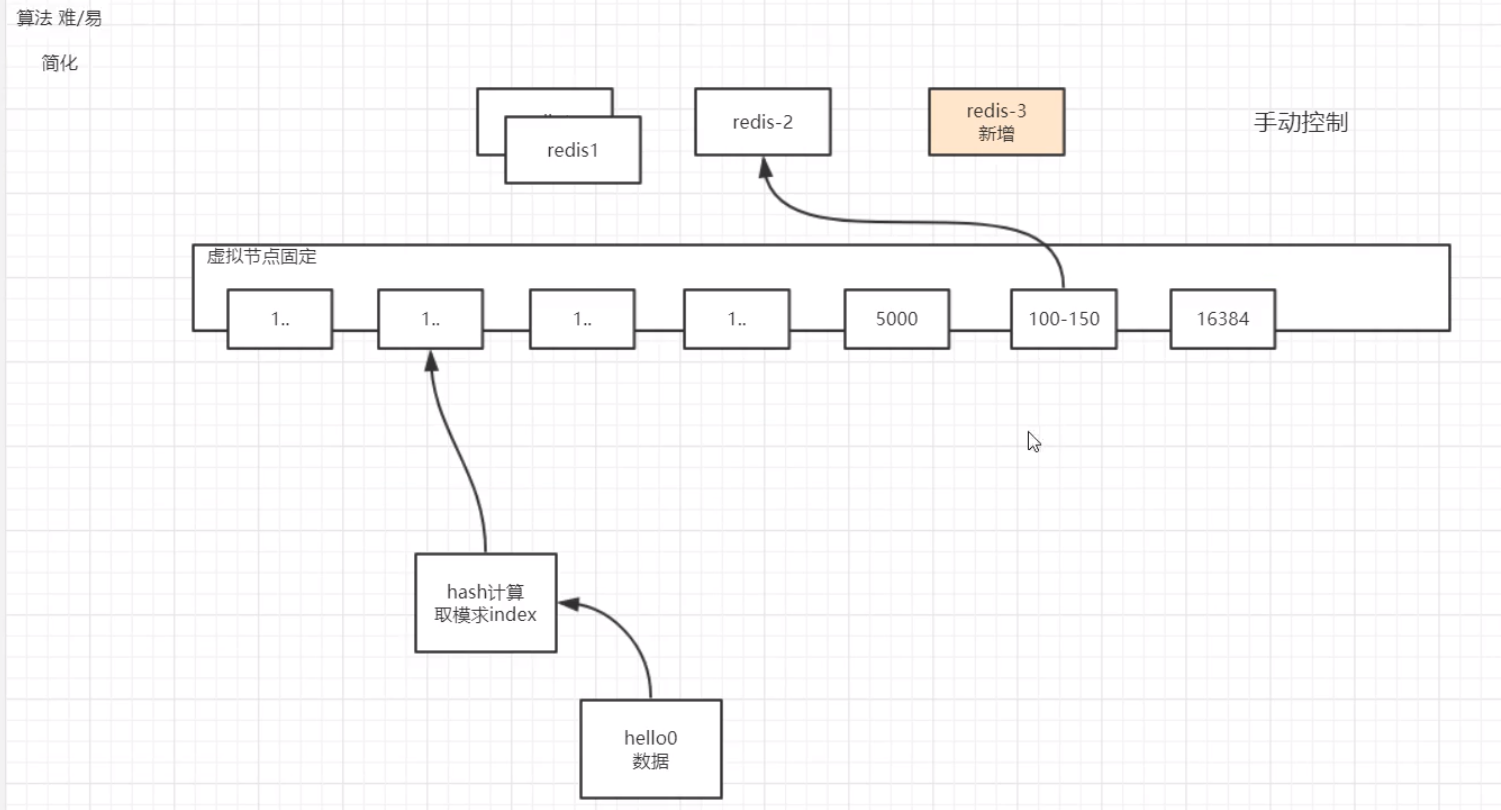 算法 难/易
简化
redis1
redis-2
redis-3
新增
手动控制
虚拟节点固定
1..
1..
1..
1..
5000
100-150
16384
hash计算
取模求index
hello0
数据